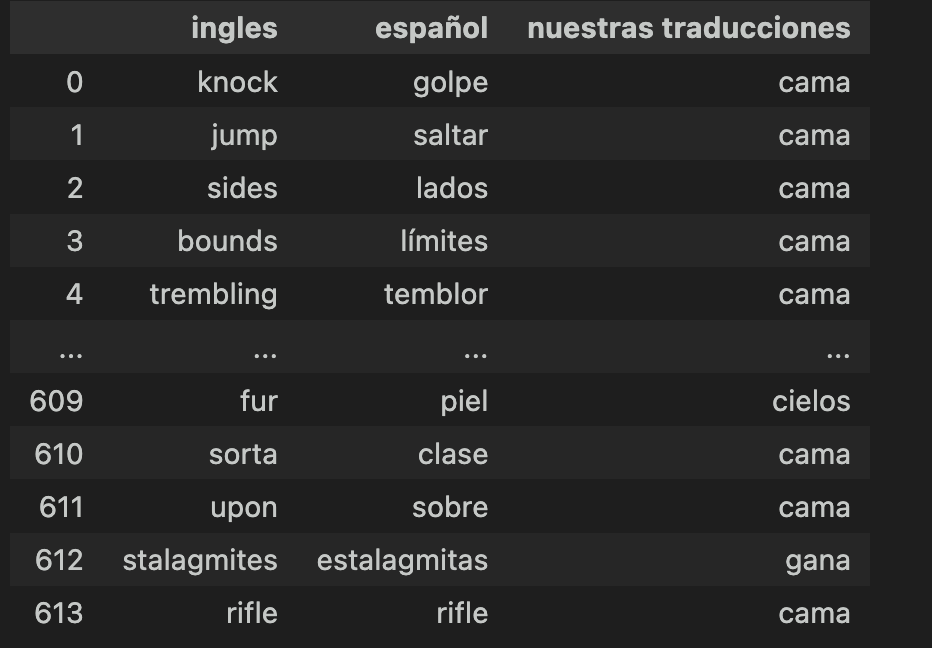 ingles español nuestras traducciones
0 knock golpe cama
1 jump saltar cama
2 sides lados cama
3 bounds límites cama
4 trembling temblor cama
... ... ... ...
609 fur piel cielos
610 sorta clase cama
611 upon sobre cama
612 stalagmites estalagmitas gana
613 rifle rifle cama